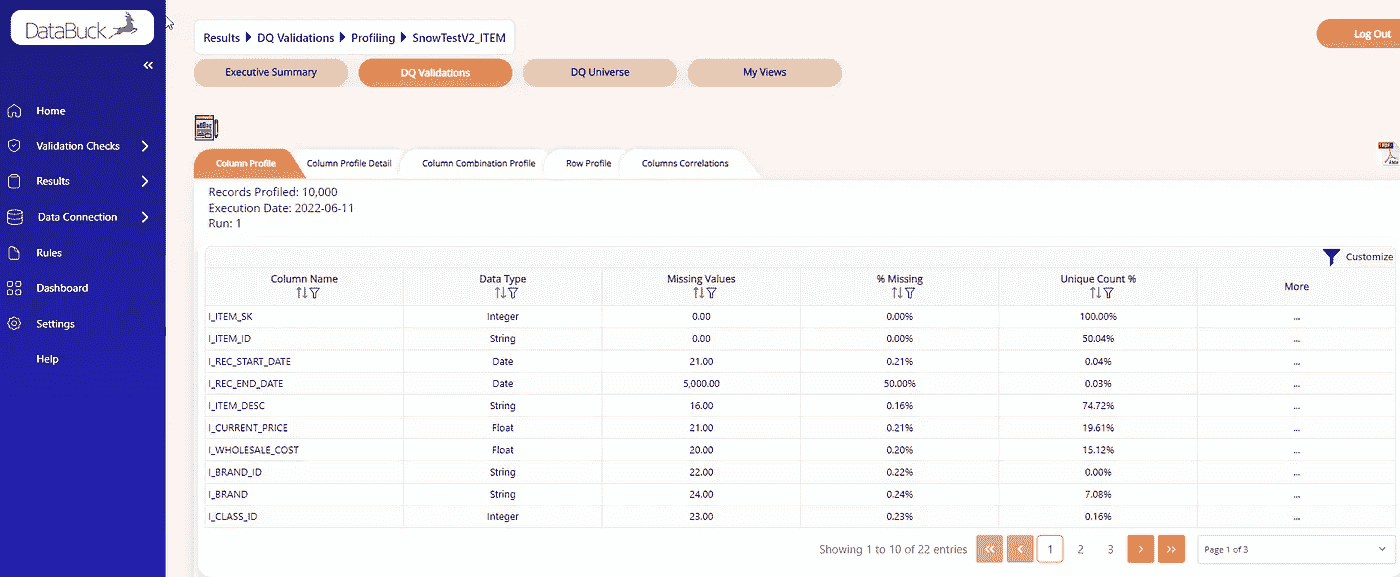 DataBuck
«
Home
Validation Checks
Results
Data Connection
Rules
Dashboard
Settings
Help
Results DQ Validations Profiling SnowTestV2_ITEM
Log Out
Executive Summary DQ Validations DQ Universe My Views
Column Profile Column Profile Detail Column Combination Profile Row Profile Columns Correlations
Records Profiled: 10,000
Execution Date: 2022-06-11
Run: 1
Customize
Column Name Data Type Missing Values % Missing Unique Count % More
I_ITEM_SK Integer 0.00 0.00% 100.00% ...
I_ITEM_ID String 0.00 0.00% 50.04% ...
I_REC_START_DATE Date 21.00 0.21% 0.04% ...
I_REC_END_DATE Date 5,000.00 50.00% 0.03% ...
I_ITEM_DESC String 16.00 0.16% 74.72% ...
I_CURRENT_PRICE Float 21.00 0.21% 19.61% ...
I_WHOLESALE_COST Float 20.00 0.20% 15.12% ...
I_BRAND_ID String 22.00 0.22% 0.00% ...
I_BRAND String 24.00 0.24% 7.08% ...
I_CLASS_ID Integer 23.00 0.23% 0.16% ...
Showing 1 to 10 of 22 entries « ‹ 1 2 3 › » Page 1 of 3